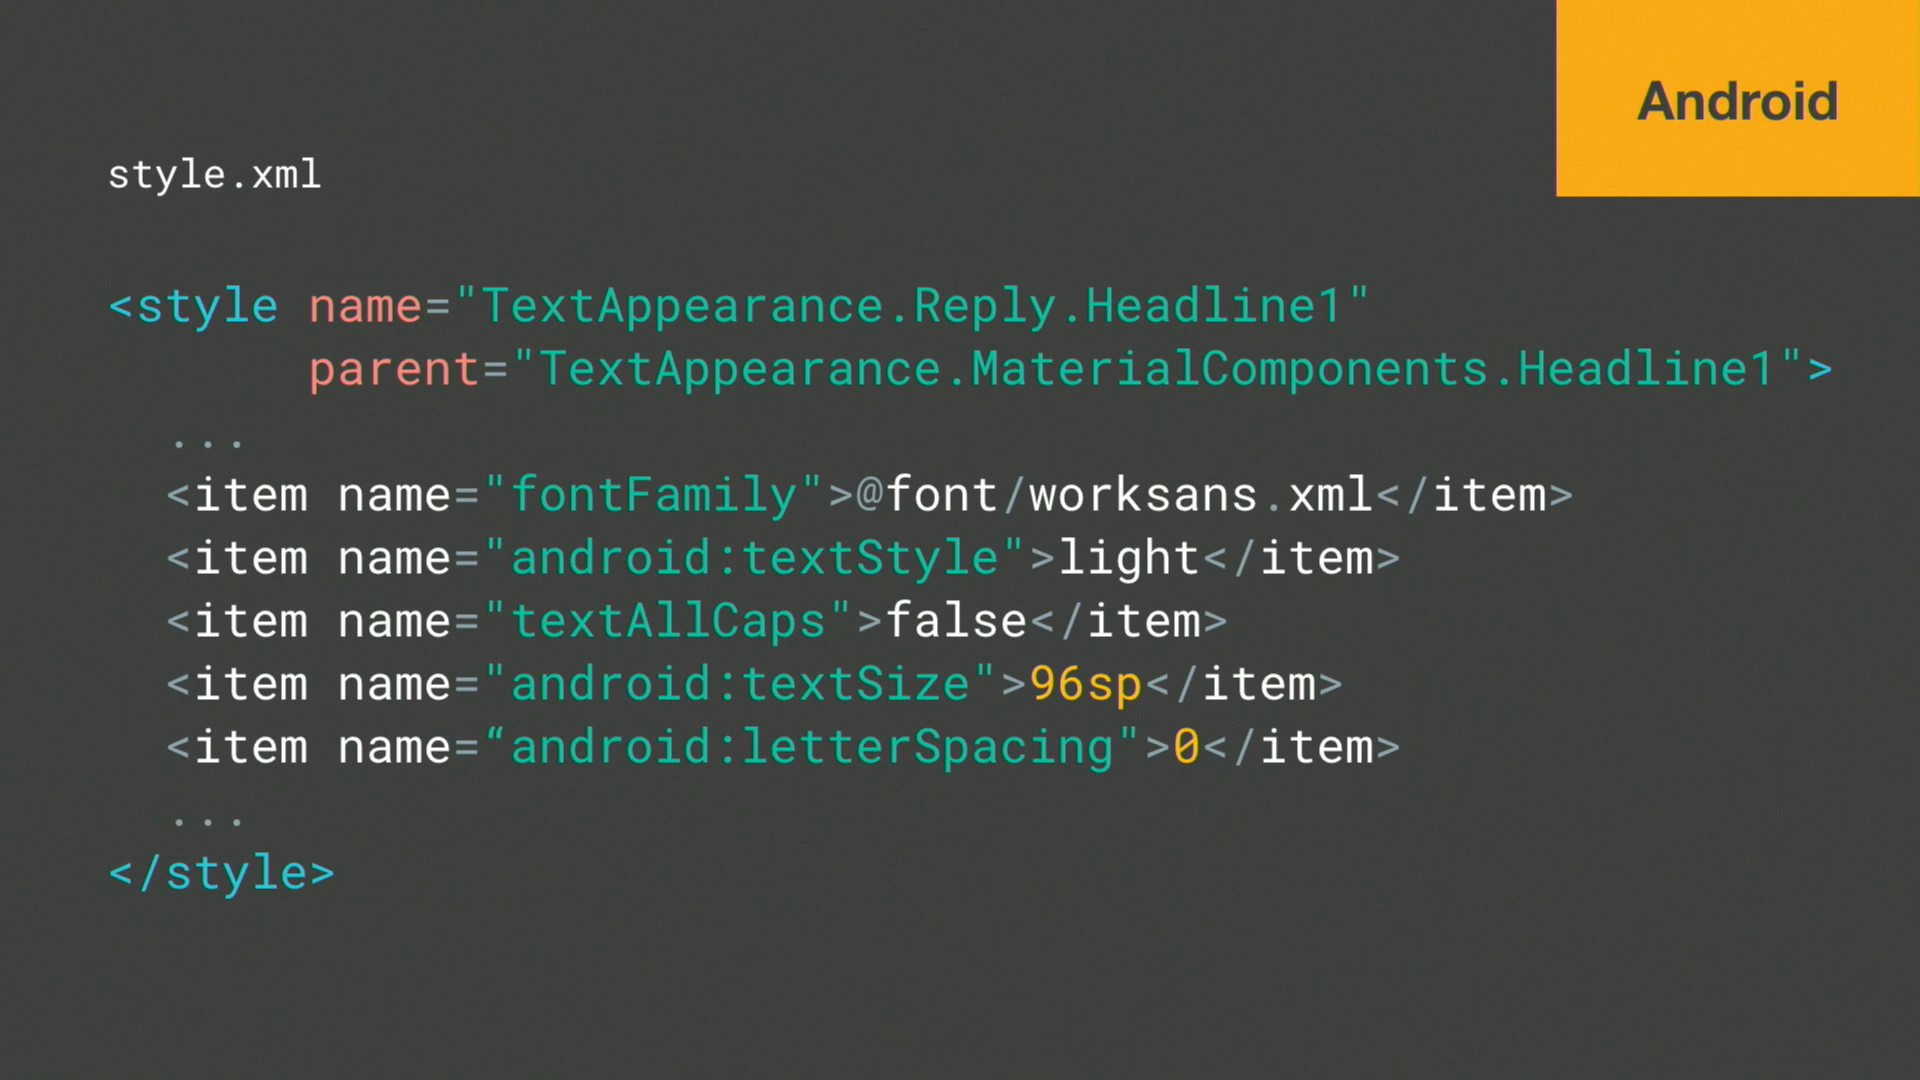 Android
style.xml
<style name="TextAppearance.Reply.Headline1"
parent="TextAppearance.MaterialComponents.Headline1">
...
<item name="fontFamily">@font/worksans.xml</item>
<item name="android:textStyle">light</item>
<item name="textAllCaps">false</item>
<item name="android:textSize">96sp</item>
<item name=“android:letterSpacing">0</item>
...
</style>